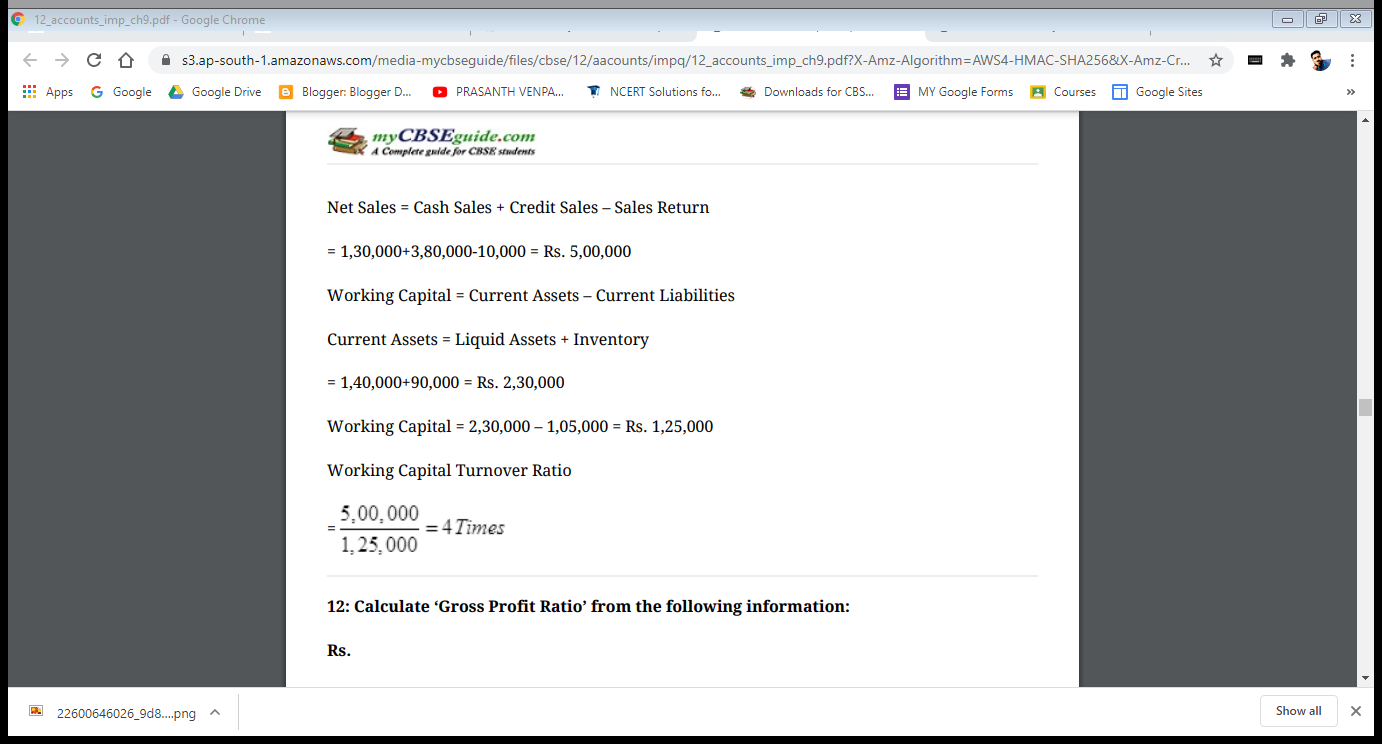 12_accounts_imp_ch9.pdf - Google Chrome
s3.ap-south-1.amazonaws.com/media-mycbseguide/files/cbse/12/aacounts/impq/12_accounts_imp_ch9.pdf?X-Amz-Algorithm=AWS4-HMAC-SHA256&X-Amz-Cr...
Apps Google Google Drive Blogger: Blogger D... PRASANTH VENPA... NCERT Solutions fo... Downloads for CBS... MY Google Forms Courses Google Sites »
myCBSEguide.com
A Complete guide for CBSE students
Net Sales = Cash Sales + Credit Sales – Sales Return
= 1,30,000+3,80,000-10,000 = Rs. 5,00,000
Working Capital = Current Assets – Current Liabilities
Current Assets = Liquid Assets + Inventory
= 1,40,000+90,000 = Rs. 2,30,000
Working Capital = 2,30,000 – 1,05,000 = Rs. 1,25,000
Working Capital Turnover Ratio
5,00,000
= = 4 Times
1,25,000
12: Calculate ‘Gross Profit Ratio’ from the following information:
Rs.
22600646026_9d8....png
Show all